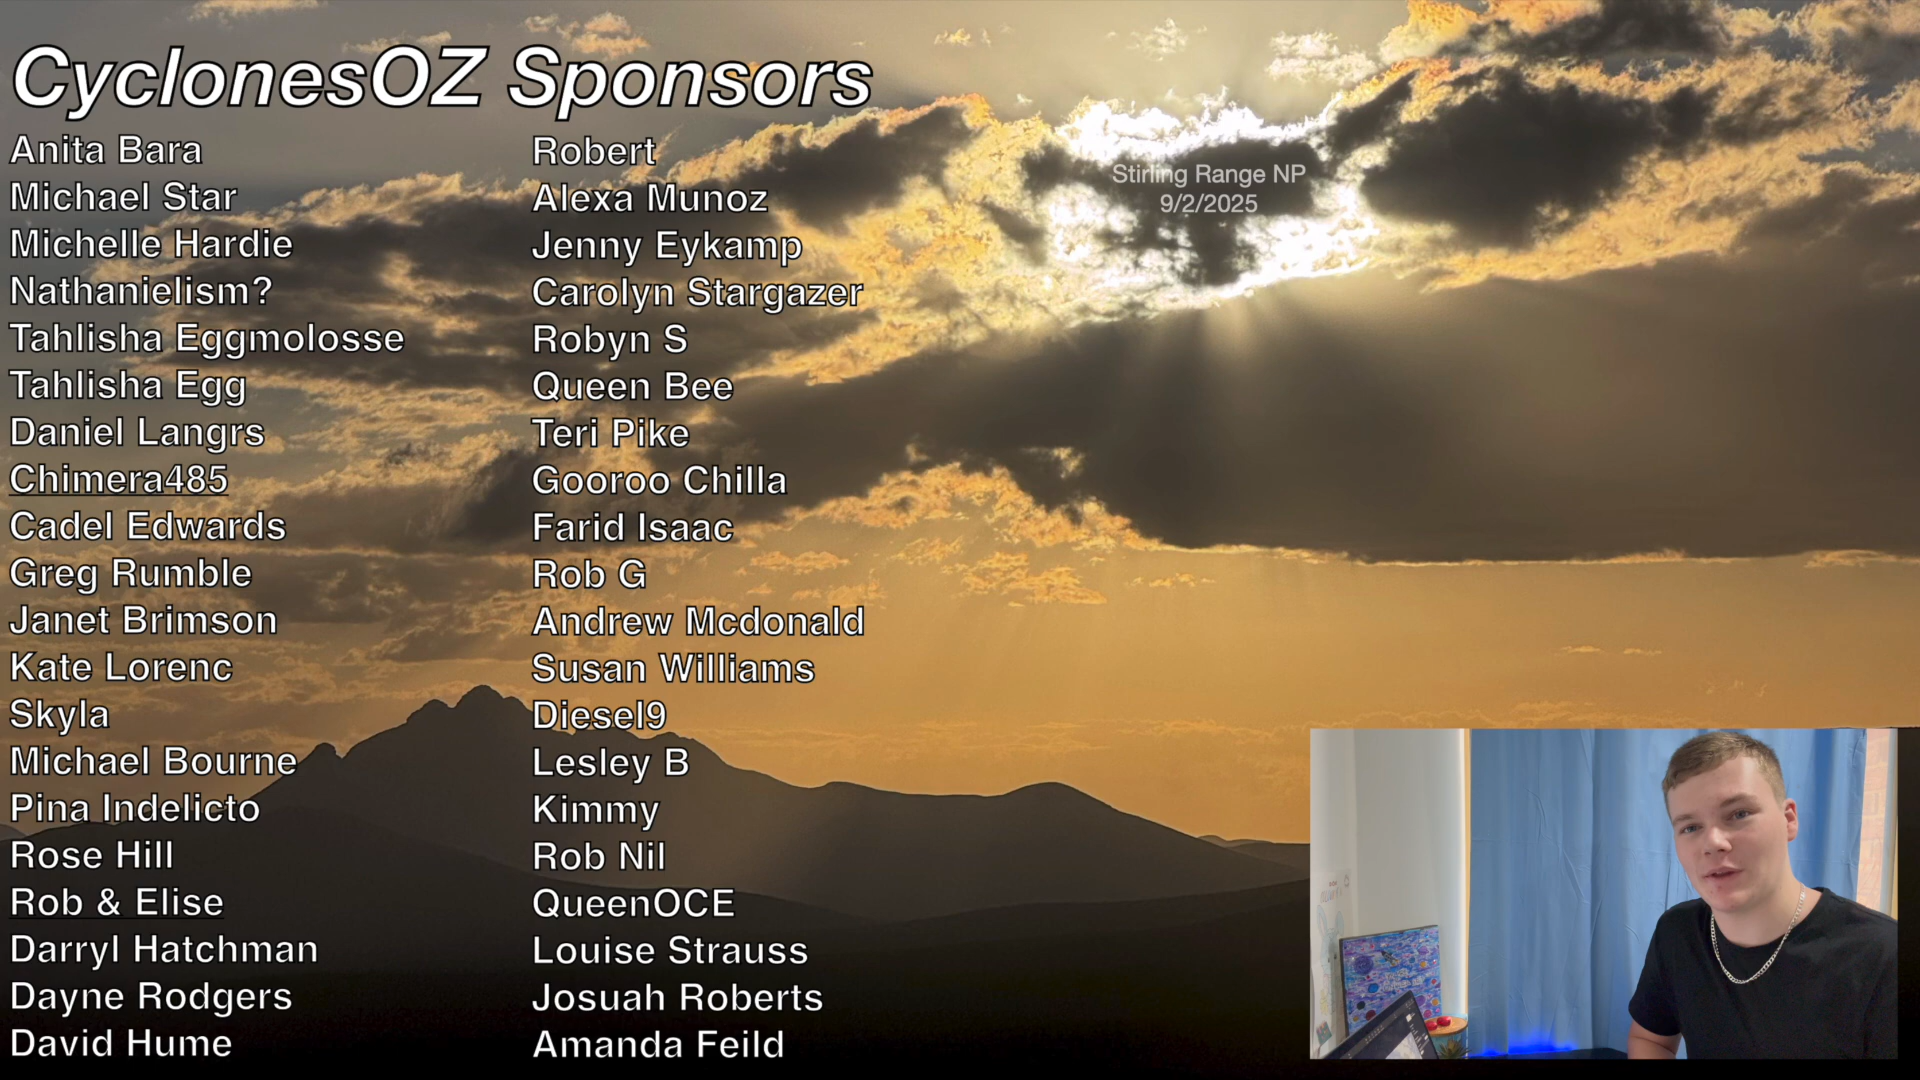 CyclonesOZ Sponsors
Anita Bara
Michael Star
Michelle Hardie
Nathanielism?
Tahlisha Eggmolosse
Tahlisha Egg
Daniel Langrs
Chimera485
Cadel Edwards
Greg Rumble
Janet Brimson
Kate Lorenc
Skyla
Michael Bourne
Pina Indelicto
Rose Hill
Rob & Elise
Darryl Hatchman
Dayne Rodgers
David Hume
Robert
Alexa Munoz
Jenny Eykamp
Carolyn Stargazer
Robyn S
Queen Bee
Teri Pike
Gooroo Chilla
Farid Isaac
Rob G
Andrew Mcdonald
Susan Williams
Diesel9
Lesley B
Kimmy
Rob Nil
QueenOCE
Louise Strauss
Josuah Roberts
Amanda Feild
Stirling Range NP
9/2/2025